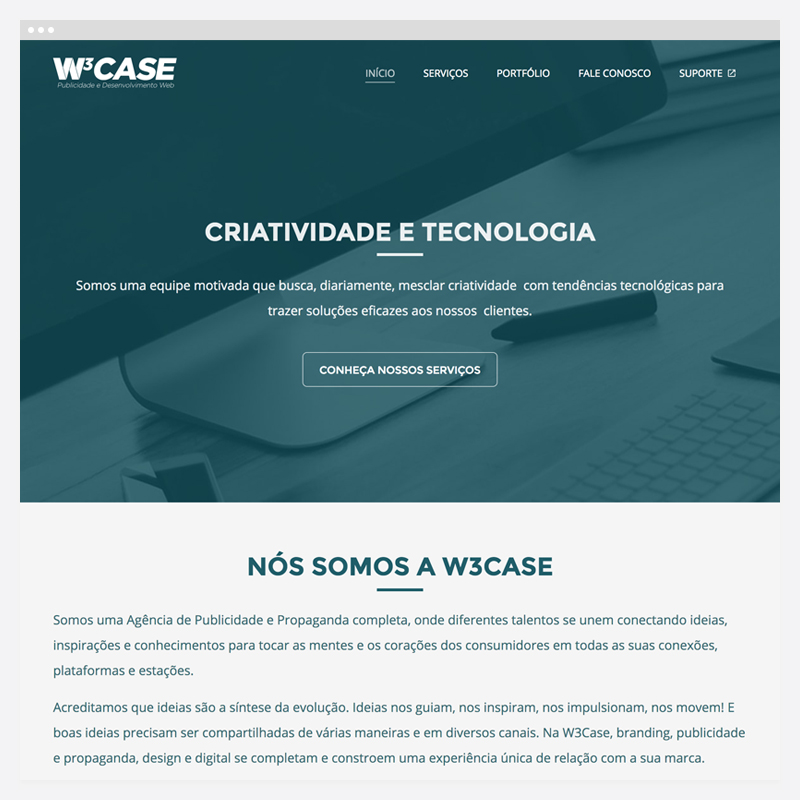 W³CASE
Publicidade e Desenvolvimento Web
INÍCIO SERVIÇOS PORTFÓLIO FALE CONOSCO SUPORTE
CRIATIVIDADE E TECNOLOGIA
Somos uma equipe motivada que busca, diariamente, mesclar criatividade com tendências tecnológicas para
trazer soluções eficazes aos nossos clientes.
CONHEÇA NOSSOS SERVIÇOS
NÓS SOMOS A W3CASE
Somos uma Agência de Publicidade e Propaganda completa, onde diferentes talentos se unem conectando ideias,
inspirações e conhecimentos para tocar as mentes e os corações dos consumidores em todas as suas conexões,
plataformas e estações.
Acreditamos que ideias são a síntese da evolução. Ideias nos guiam, nos inspiram, nos impulsionam, nos movem! E
boas ideias precisam ser compartilhadas de várias maneiras e em diversos canais. Na W3Case, branding, publicidade
e propaganda, design e digital se completam e constroem uma experiência única de relação com a sua marca.